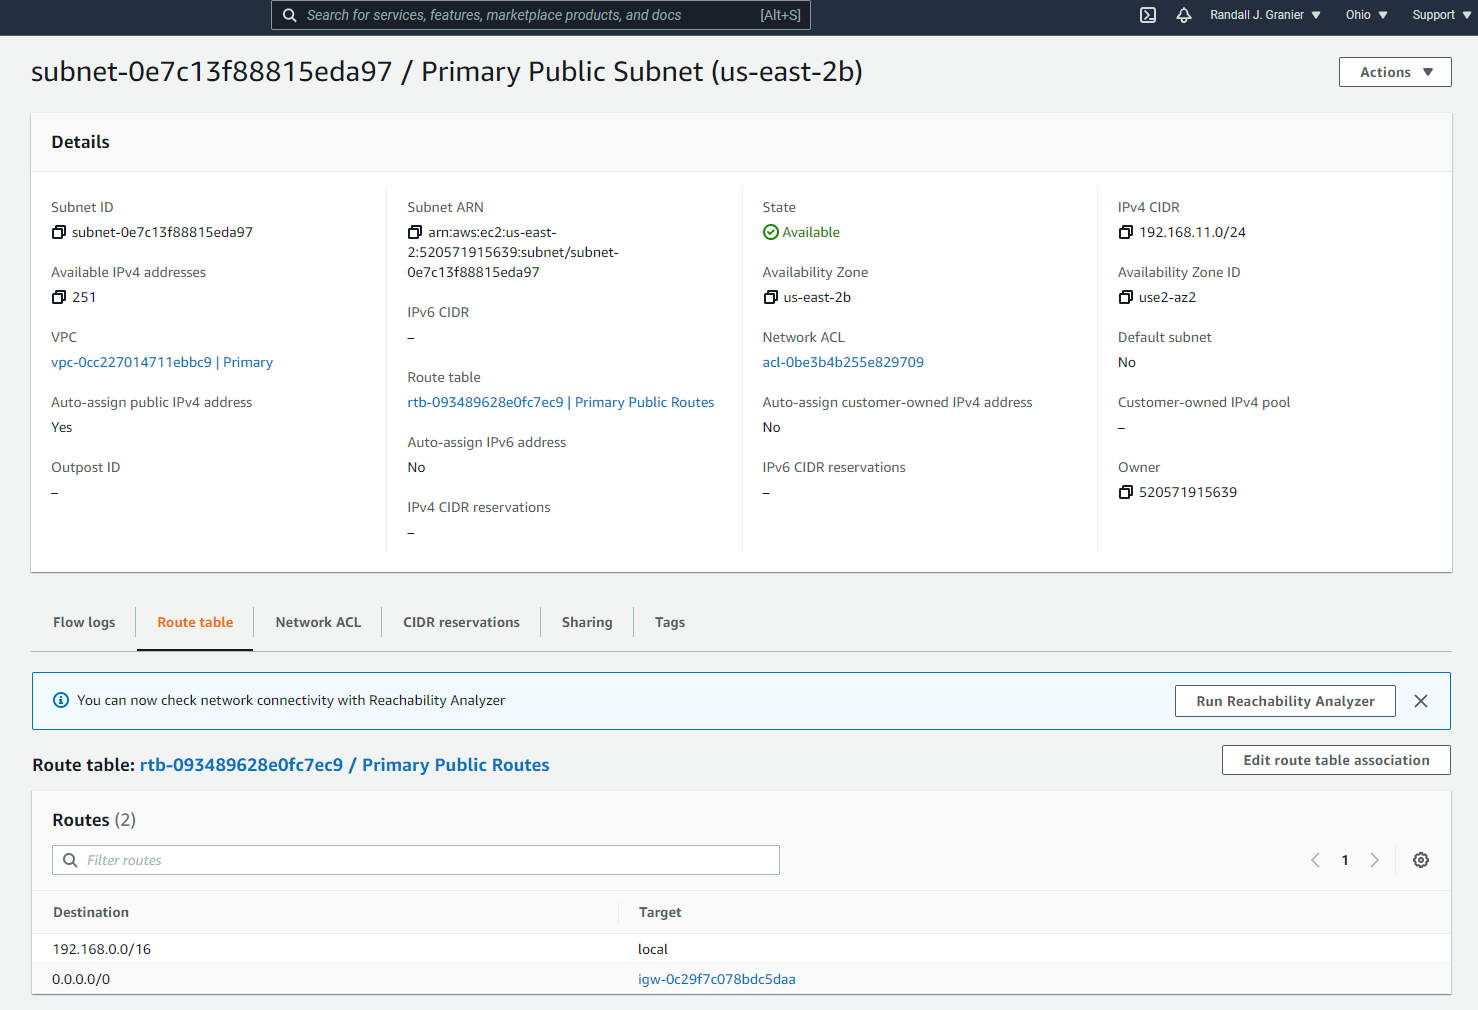 Search for services, features, marketplace products, and docs [Alt+S] Randall J. Granier Ohio Support
subnet-0e7c13f88815eda97 / Primary Public Subnet (us-east-2b)
Actions
Details
Subnet ID
subnet-0e7c13f88815eda97
Available IPv4 addresses
251
VPC
vpc-0cc227014711ebbc9 | Primary
Auto-assign public IPv4 address
Yes
Outpost ID
–
Subnet ARN
arn:aws:ec2:us-east-
2:520571915639:subnet/subnet-
0e7c13f88815eda97
IPv6 CIDR
–
Route table
rtb-093489628e0fc7ec9 | Primary Public Routes
Auto-assign IPv6 address
No
IPv4 CIDR reservations
–
State
Available
Availability Zone
us-east-2b
Network ACL
acl-0be3b4b255e829709
Auto-assign customer-owned IPv4 address
No
IPv6 CIDR reservations
–
IPv4 CIDR
192.168.11.0/24
Availability Zone ID
use2-az2
Default subnet
No
Customer-owned IPv4 pool
–
Owner
520571915639
Flow logs Route table Network ACL CIDR reservations Sharing Tags
You can now check network connectivity with Reachability Analyzer Run Reachability Analyzer
Route table: rtb-093489628e0fc7ec9 / Primary Public Routes Edit route table association
Routes (2)
Filter routes 1
Destination Target
192.168.0.0/16 local
0.0.0.0/0 igw-0c29f7c078bdc5daa